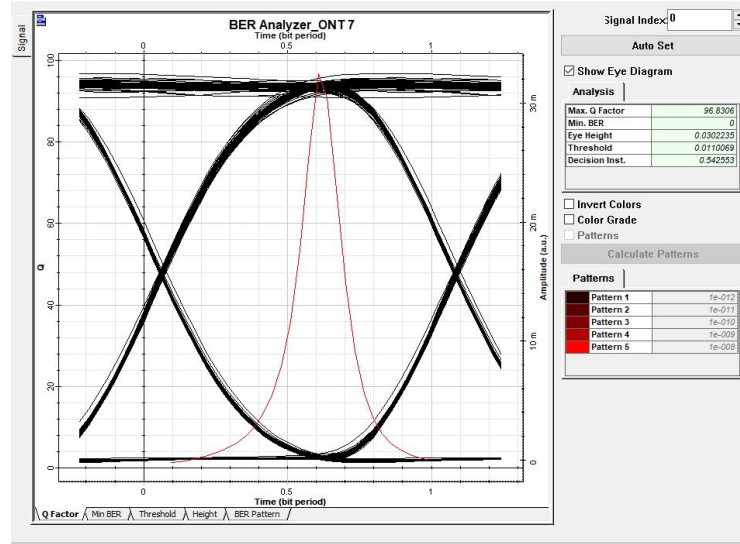 Signal
BER Analyzer_ONT 7
Time (bit period)
0 0.5 1
100
80
60
40
20
0
Q
30 m
20 m
10 m
0
Amplitude (a.u.)
0 0.5 1
Time (bit period)
Q Factor Min BER Threshold Height BER Pattern
Signal Index: 0
Auto Set
Show Eye Diagram
Analysis
Max. Q Factor 96.8306
Min. BER 0
Eye Height 0.0302235
Threshold 0.0110069
Decision Inst. 0.542553
Invert Colors
Color Grade
Patterns
Calculate Patterns
Patterns
Pattern 1 1e-012
Pattern 2 1e-011
Pattern 3 1e-010
Pattern 4 1e-009
Pattern 5 1e-008